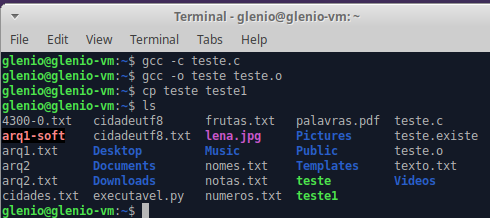 Terminal - glenio@glenio-vm: ~
File Edit View Terminal Tabs Help
glenio@glenio-vm:~$ gcc -c teste.c
glenio@glenio-vm:~$ gcc -o teste teste.o
glenio@glenio-vm:~$ cp teste teste1
glenio@glenio-vm:~$ ls
4300-0.txt cidadeutf8 frutas.txt palavras.pdf teste.c
arq1-soft cidadeutf8.txt lena.jpg Pictures teste.existe
arq1.txt Desktop Music Public teste.o
arq2 Documents nomes.txt Templates texto.txt
arq2.txt Downloads notas.txt teste Videos
cidades.txt executavel.py numeros.txt teste1
glenio@glenio-vm:~$